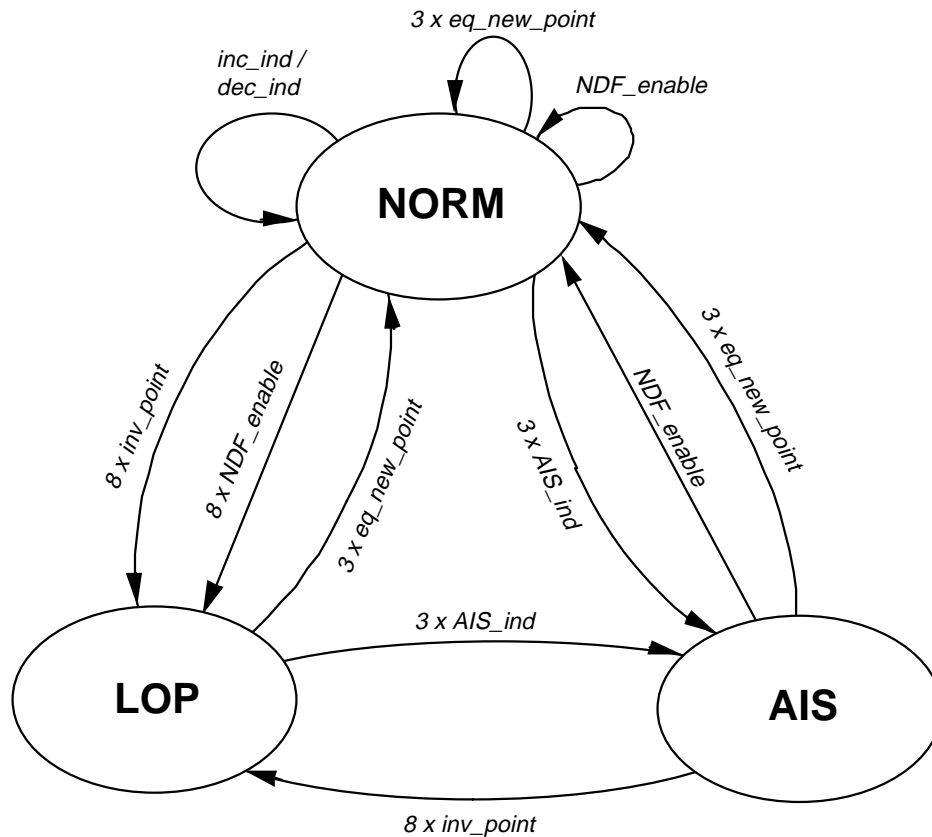 3 x eq_new_point
inc_ind /
dec_ind
NDF_enable
NORM
8 x inv_point
8 x NDF_enable
3 x eq_new_point
3 x AIS_ind
NDF_enable
3 x eq_new_point
3 x AIS_ind
LOP
AIS
8 x inv_point